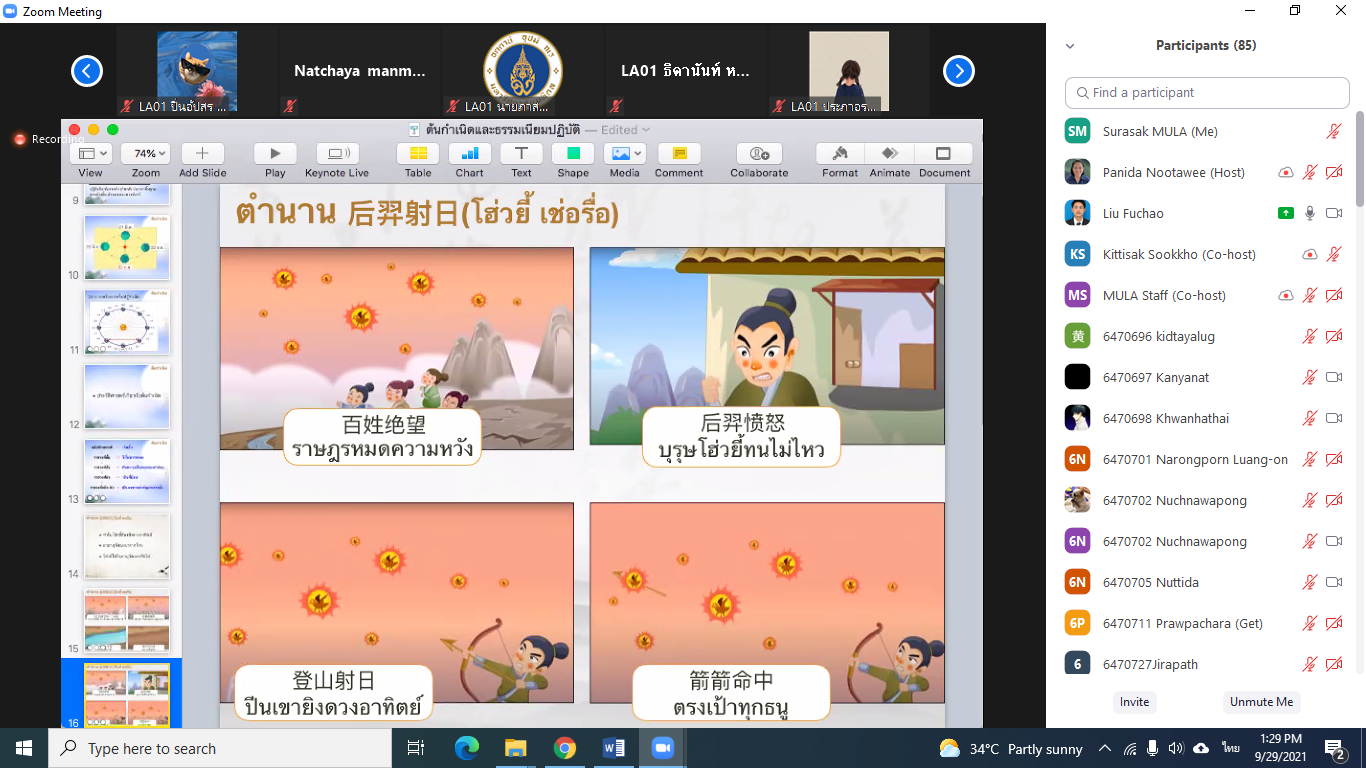 Zoom Meeting
LA01 ปิ่นอัปสร ...
Natchaya manm...
LA01 นายภาส...
LA01 ธิดานันท์ ห...
LA01 ประภาอร...
Recording
ต้นกำเนิดและธรรมเนียมปฏิบัติ — Edited
74%
View
Zoom
Add Slide
Play
Keynote Live
Table
Chart
Text
Shape
Media
Comment
Collaborate
Format
Animate
Document
9
10
11
12
13
14
15
16
ตำนาน 后羿射日(โฮ่วยี้ เช่อรื่อ)
百姓绝望
ราษฎรหมดความหวัง
后羿愤怒
บุรุษโฮ่วยี้ทนไม่ไหว
登山射日
ปีนเขายิงดวงอาทิตย์
箭箭命中
ตรงเป้าทุกธนู
Participants (85)
Find a participant
SM Surasak MULA (Me)
Panida Nootawee (Host)
Liu Fuchao
KS Kittisak Sookkho (Co-host)
MS MULA Staff (Co-host)
黄 6470696 kidtayalug
6470697 Kanyanat
6470698 Khwanhathai
6N 6470701 Narongporn Luang-on
6470702 Nuchnawapong
6N 6470702 Nuchnawapong
6N 6470705 Nuttida
6P 6470711 Prawpachara (Get)
6 6470727Jirapath
Invite
Unmute Me
Type here to search
34°C Partly sunny
ไทย
1:29 PM
9/29/2021
2